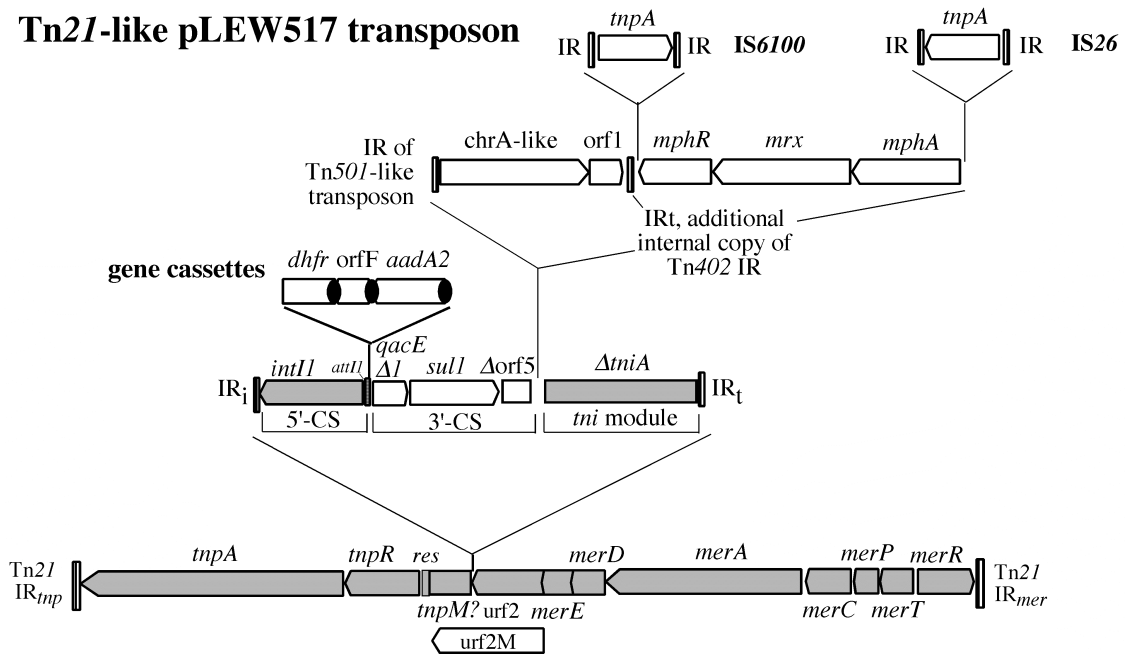 Tn21-like pLEW517 transposon
tnpA
IR IR IS6100
tnpA
IR IR IS26
IR of
Tn501-like
transposon
chrA-like orf1 mphR mrx mphA
IRt, additional
internal copy of
Tn402 IR
gene cassettes
dhfr orfF aadA2
qacE
intI1 attI1 Δ1 sul1 Δorf5 ΔtniA
IRi IRt
5'-CS 3'-CS tni module
tnpA tnpR res merD merA merP merR
Tn21
IRtnp
Tn21
IRmer
tnpM? urf2 merE merC merT
urf2M